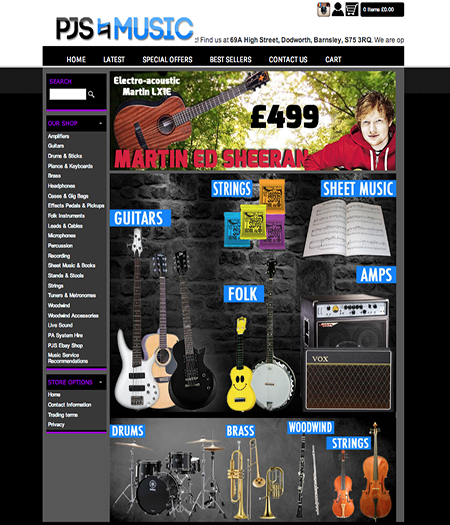 PJS MUSIC
0 items £0.00
Find us at 69A High Street, Dodworth, Barnsley, S75 3RQ. We are op
HOME LATEST SPECIAL OFFERS BEST SELLERS CONTACT US CART
SEARCH
OUR SHOP
Amplifiers
Guitars
Drums & Sticks
Pianos & Keyboards
Brass
Headphones
Cases & Gig Bags
Effects Pedals & Pickups
Folk Instruments
Leads & Cables
Microphones
Percussion
Recording
Sheet Music & Books
Stands & Stools
Strings
Tuners & Metronomes
Woodwind
Woodwind Accessories
Live Sound
PA System Hire
PJS Ebay Shop
Music Service
Recommendations
STORE OPTIONS
Home
Contact Information
Trading terms
Privacy
Electro-acoustic
Martin LX1E
£499
MARTIN ED SHEERAN
STRINGS
SHEET MUSIC
GUITARS
FOLK
AMPS
VOX
DRUMS
BRASS
WOODWIND
STRINGS